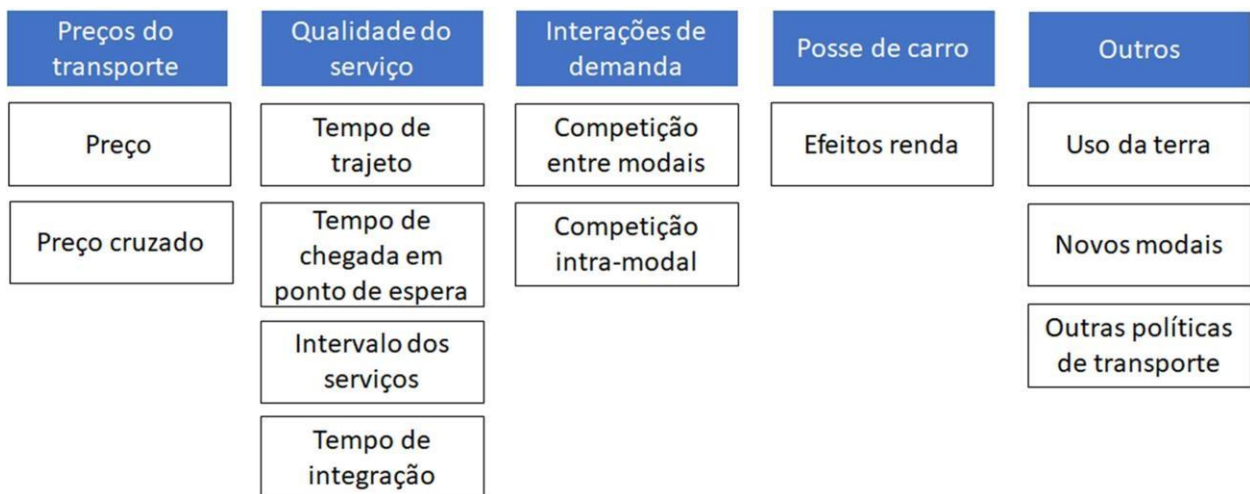 Preços do
transporte
Preço
Preço cruzado
Qualidade do
serviço
Tempo de
trajeto
Tempo de
chegada em
ponto de espera
Intervalo dos
serviços
Tempo de
integração
Interações de
demanda
Competição
entre modais
Competição
intra-modal
Posse de carro
Efeitos renda
Outros
Uso da terra
Novos modais
Outras políticas
de transporte